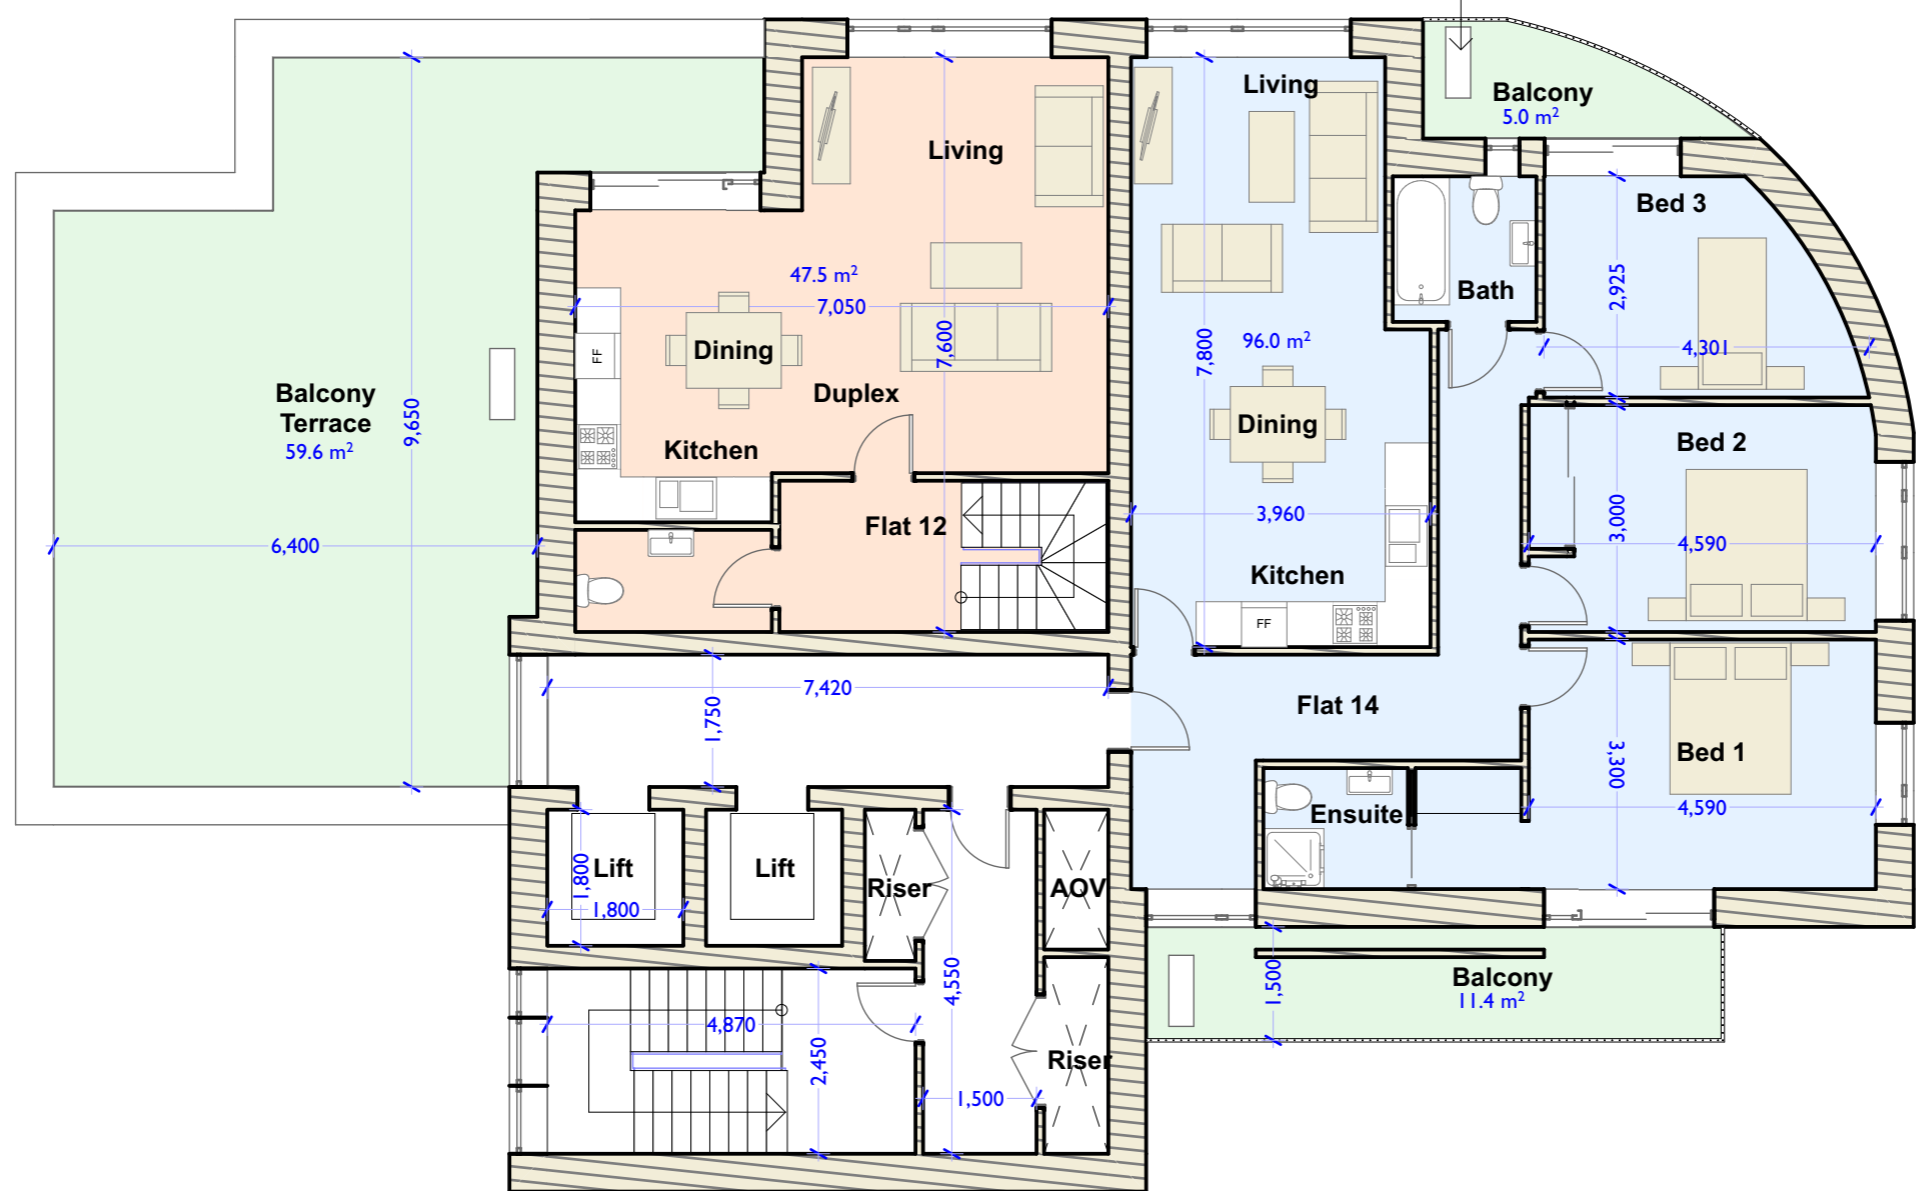 Living
Balcony
5.0 m²
Living
Bed 3
47.5 m²
7,050
7,600
Bath
2,925
Dining
FF
Duplex
7,800
96.0 m²
4,301
Balcony
Terrace
59.6 m²
9,650
Kitchen
Dining
Bed 2
Flat 12
3,960
3,000
4,590
6,400
Kitchen
FF
7,420
1,750
Flat 14
Bed 1
3,300
4,590
Ensuite
Lift
1,800
1,800
Lift
Riser
AOV
4,550
Balcony
11.4 m²
1,500
4,870
2,450
Riser
1,500